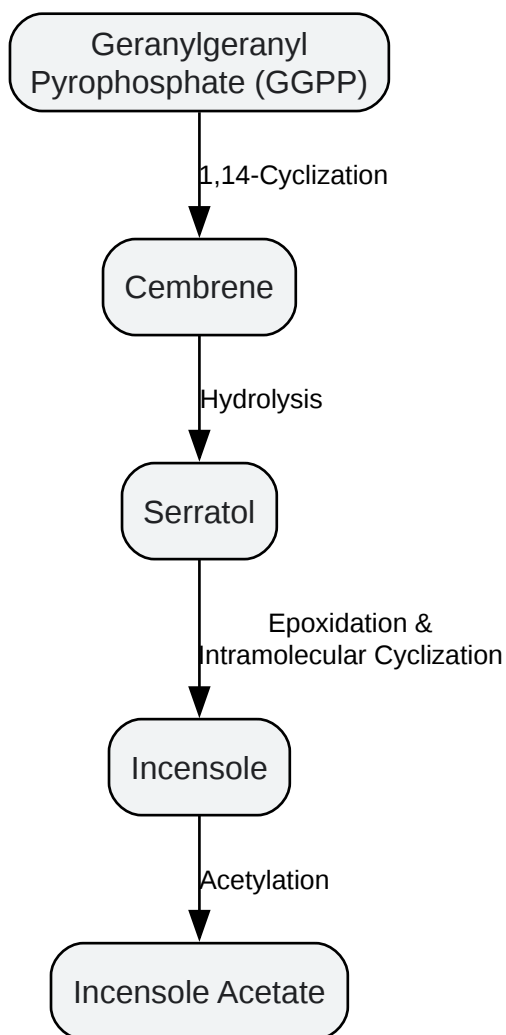 Geranylgeranyl
Pyrophosphate (GGPP)
1,14-Cyclization
Cembrene
Hydrolysis
Serratol
Epoxidation &
Intramolecular Cyclization
Incensole
Acetylation
Incensole Acetate